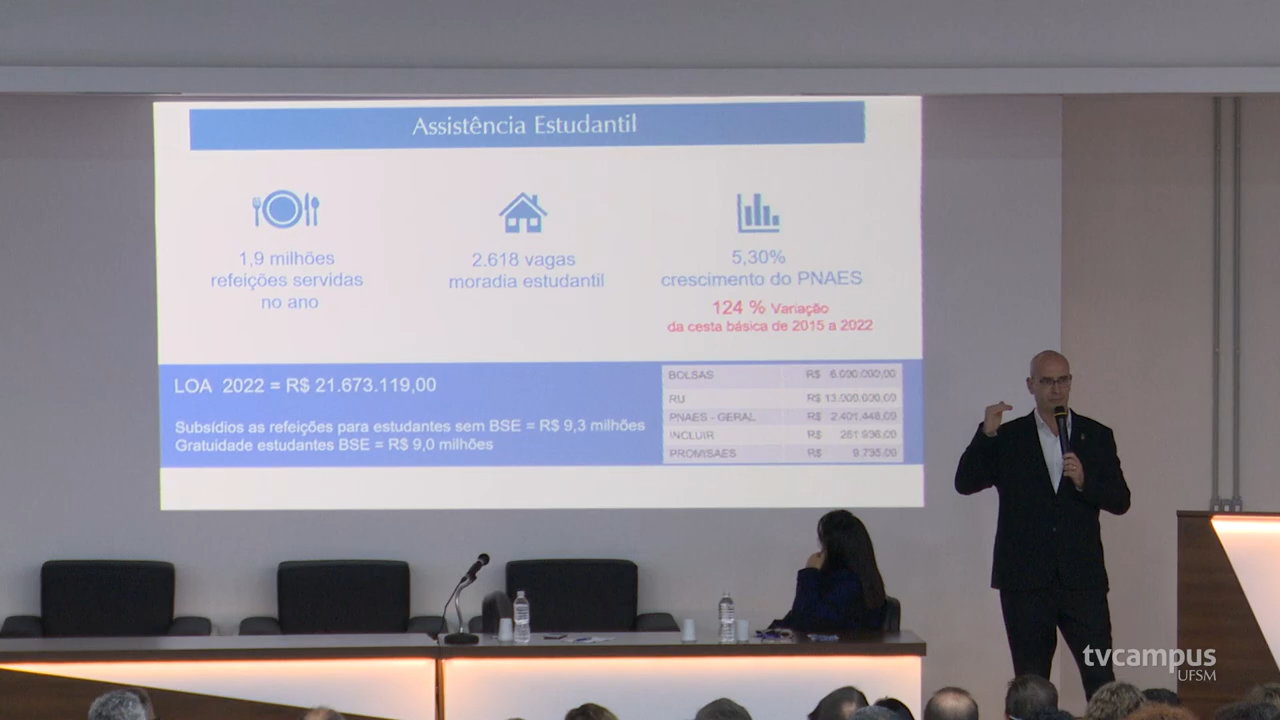 Assistência Estudantil
1,9 milhões
refeições servidas
no ano
2.618 vagas
moradia estudantil
5,30%
crescimento do PNAES
124 % Variação
da cesta básica de 2015 a 2022
LOA 2022 = R$ 21.673.119,00
Subsídios as refeições para estudantes sem BSE = R$ 9,3 milhões
Gratuidade estudantes BSE = R$ 9,0 milhões
BOLSAS R$ 6.000.000,00
RU R$ 13.000.000,00
PNAES - GERAL R$ 2.401.448,00
INCLUIR R$ 261.936,00
PROMISAES R$ 9.735,00
tvcampus
UFSM